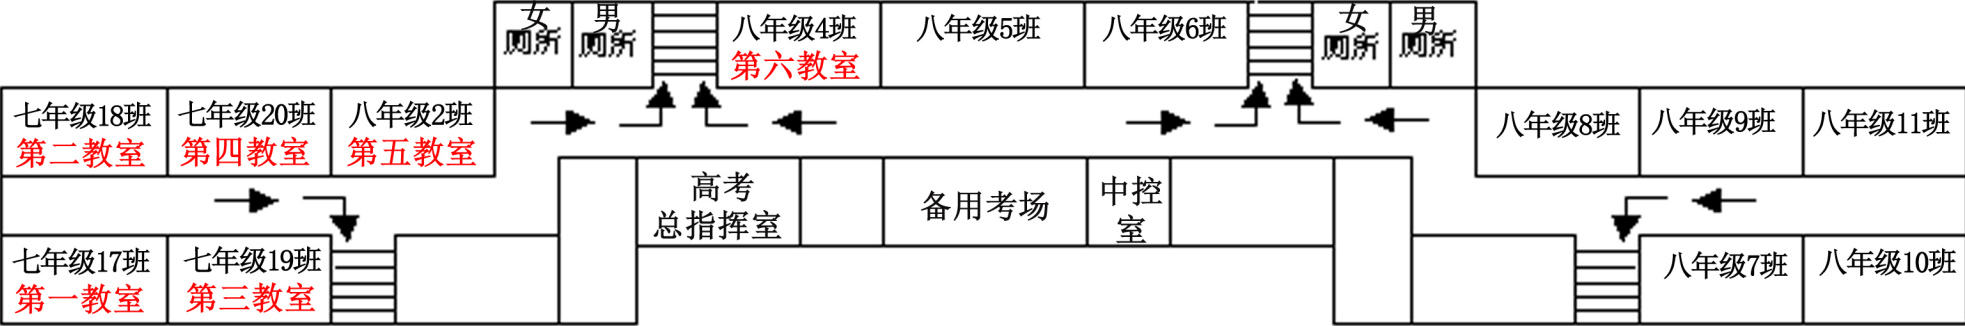 女
厕所
男
厕所
八年级4班
第六教室
八年级5班
八年级6班
女
厕所
男
厕所
七年级18班
第二教室
七年级20班
第四教室
八年级2班
第五教室
八年级8班
八年级9班
八年级11班
高考
总指挥室
备用考场
中控
室
七年级17班
第一教室
七年级19班
第三教室
八年级7班
八年级10班